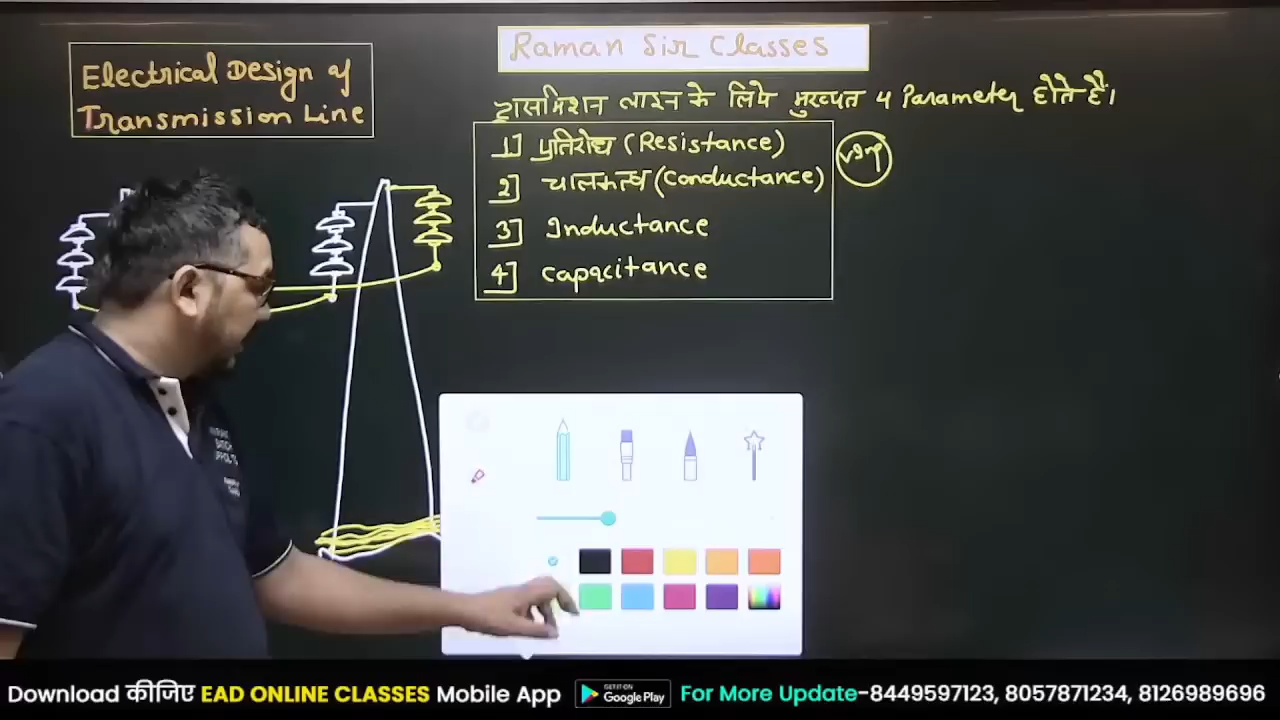 Electrical Design of
Transmission Line
Raman Sir Classes
ट्रासमिशन लाइन के लिये मुख्यत 4 Parameter होते है।
1] प्रतिरोध (Resistance)
2] चालकत्व (Conductance)
3] Inductance
4] Capacitance
v.Imp
Download कीजिए EAD ONLINE CLASSES Mobile App
GET IT ON
Google Play
For More Update-8449597123, 8057871234, 8126989696